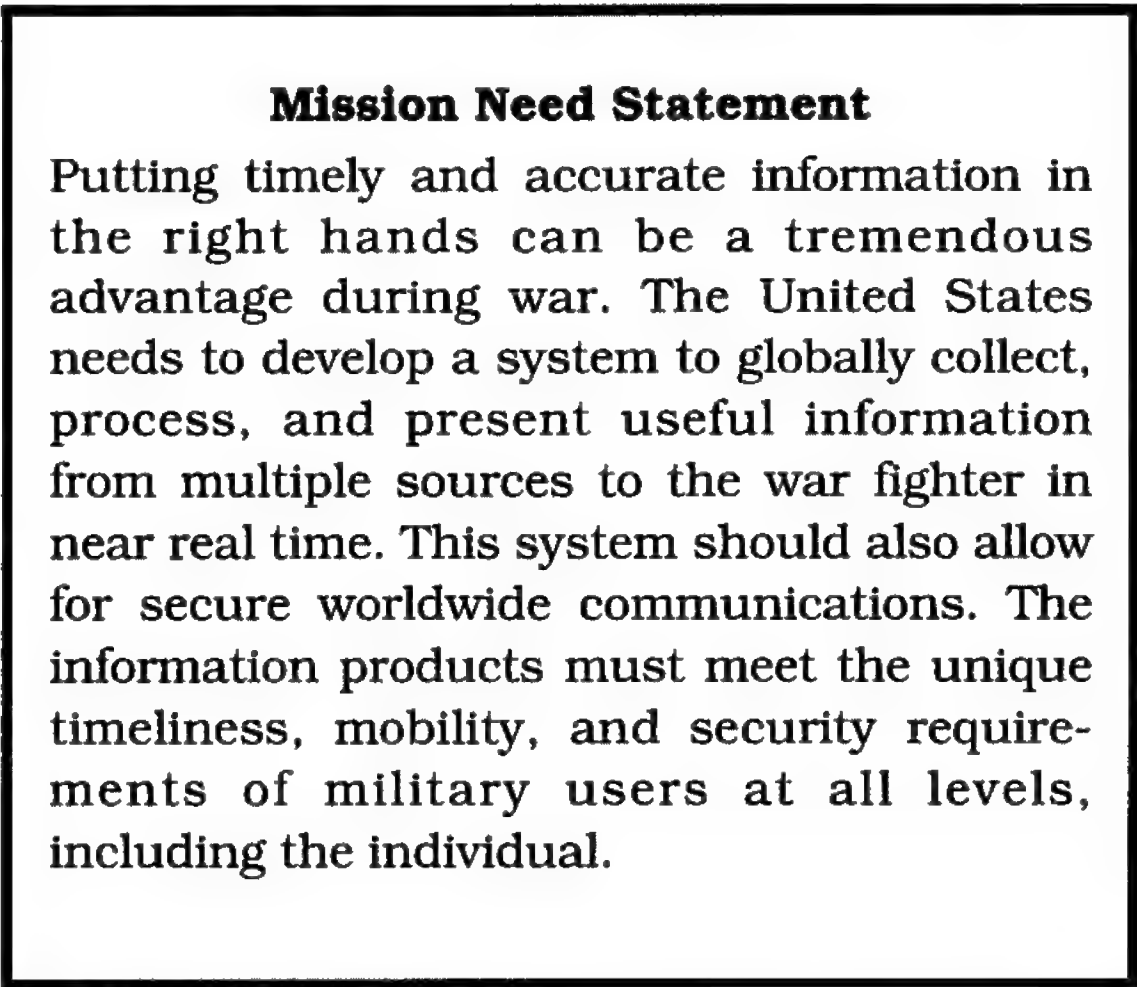 Mission Need Statement
Putting timely and accurate information in
the right hands can be a tremendous
advantage during war. The United States
needs to develop a system to globally collect,
process, and present useful information
from multiple sources to the war fighter in
near real time. This system should also allow
for secure worldwide communications. The
information products must meet the unique
timeliness, mobility, and security require-
ments of military users at all levels,
including the individual.